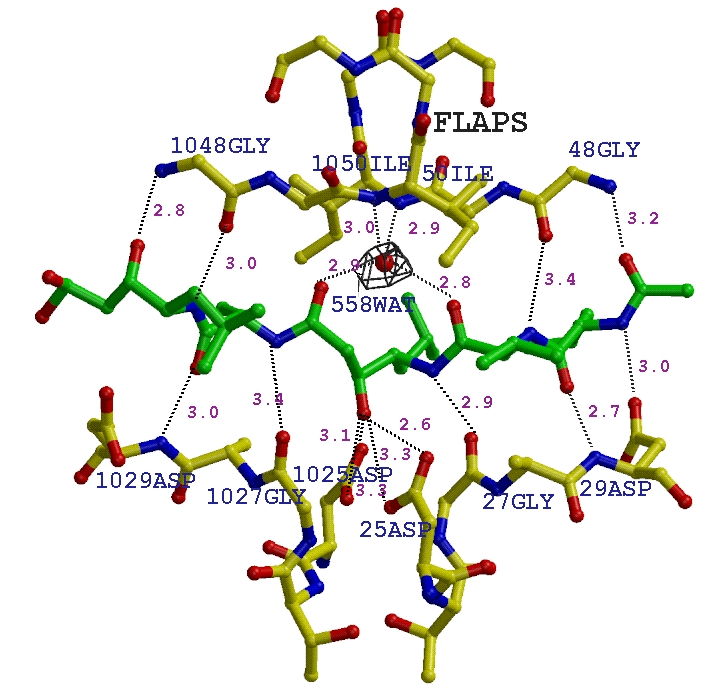 FLAPS
1048GLY
1050ILE
50ILE
48GLY
2.8
3.0
2.9
3.2
3.0
2.9
2.8
3.4
558WAT
3.0
3.4
2.9
3.0
2.6
2.7
3.1
3.3
3.3
1029ASP
1027GLY
1025ASP
25ASP
27GLY
29ASP